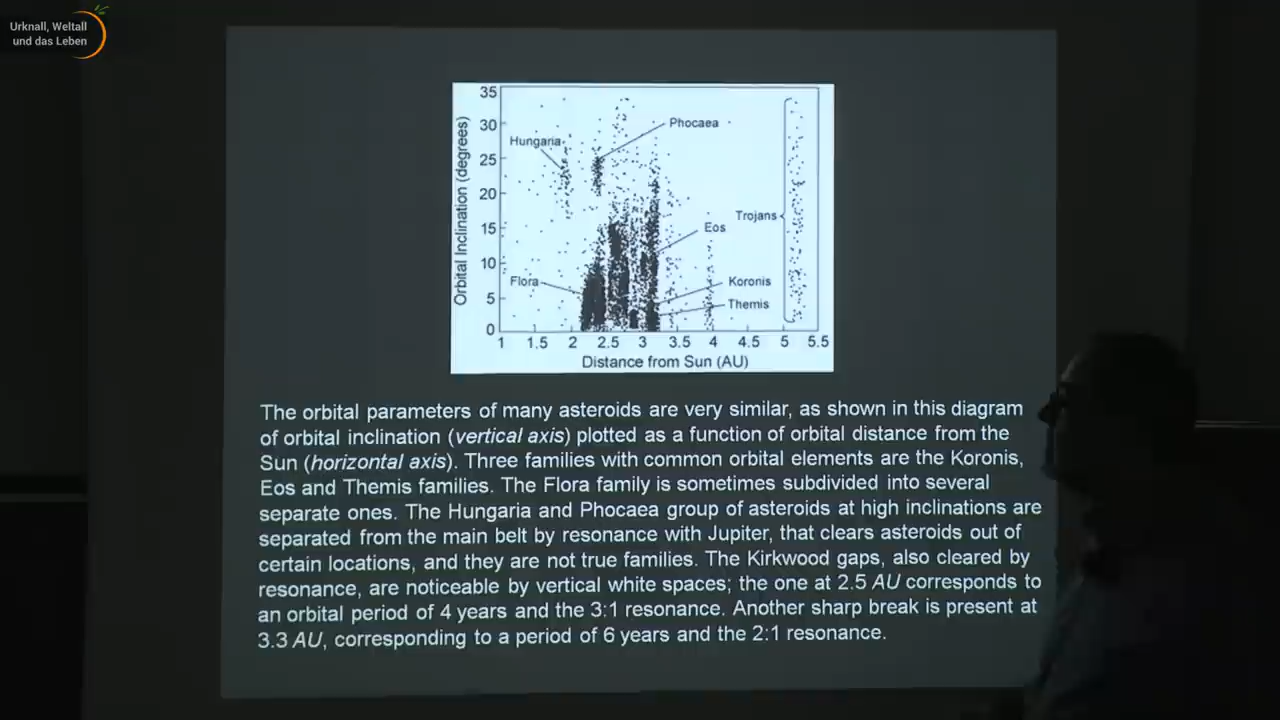 Urknall, Weltall
und das Leben
35
30
25
20
15
10
5
0
Orbital Inclination (degrees)
Hungaria
Phocaea
Trojans
Eos
Flora
Koronis
Themis
1 1.5 2 2.5 3 3.5 4 4.5 5 5.5
Distance from Sun (AU)
The orbital parameters of many asteroids are very similar, as shown in this diagram
of orbital inclination (vertical axis) plotted as a function of orbital distance from the
Sun (horizontal axis). Three families with common orbital elements are the Koronis,
Eos and Themis families. The Flora family is sometimes subdivided into several
separate ones. The Hungaria and Phocaea group of asteroids at high inclinations are
separated from the main belt by resonance with Jupiter, that clears asteroids out of
certain locations, and they are not true families. The Kirkwood gaps, also cleared by
resonance, are noticeable by vertical white spaces; the one at 2.5 AU corresponds to
an orbital period of 4 years and the 3:1 resonance. Another sharp break is present at
3.3 AU, corresponding to a period of 6 years and the 2:1 resonance.